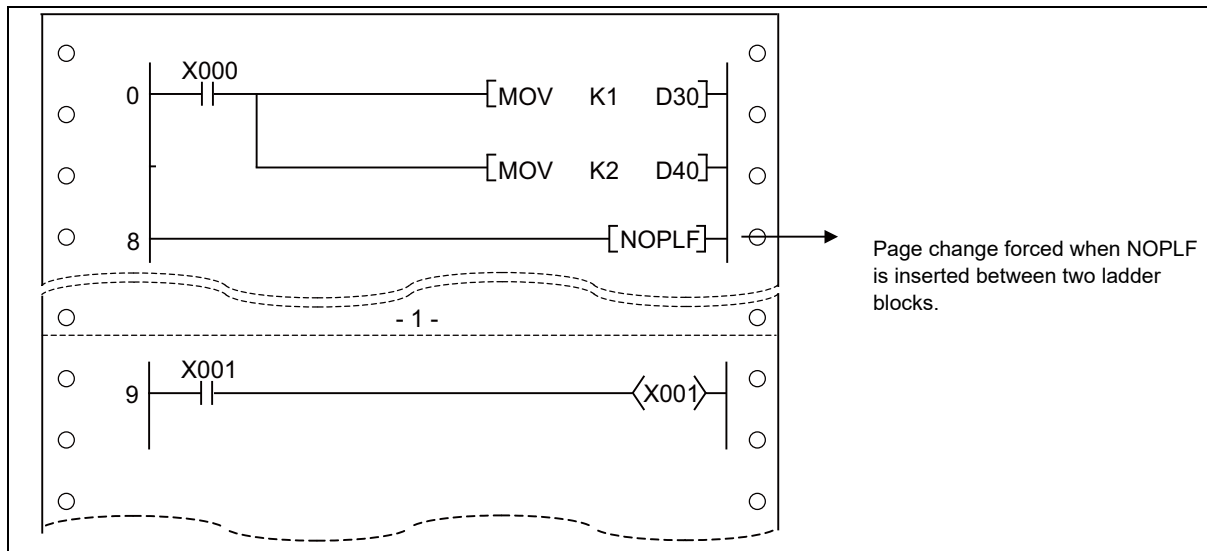 X000
0 [MOV K1 D30]
[MOV K2 D40]
8 [NOPLF]
Page change forced when NOPLF
is inserted between two ladder
blocks.
- 1 -
X001
9 X001